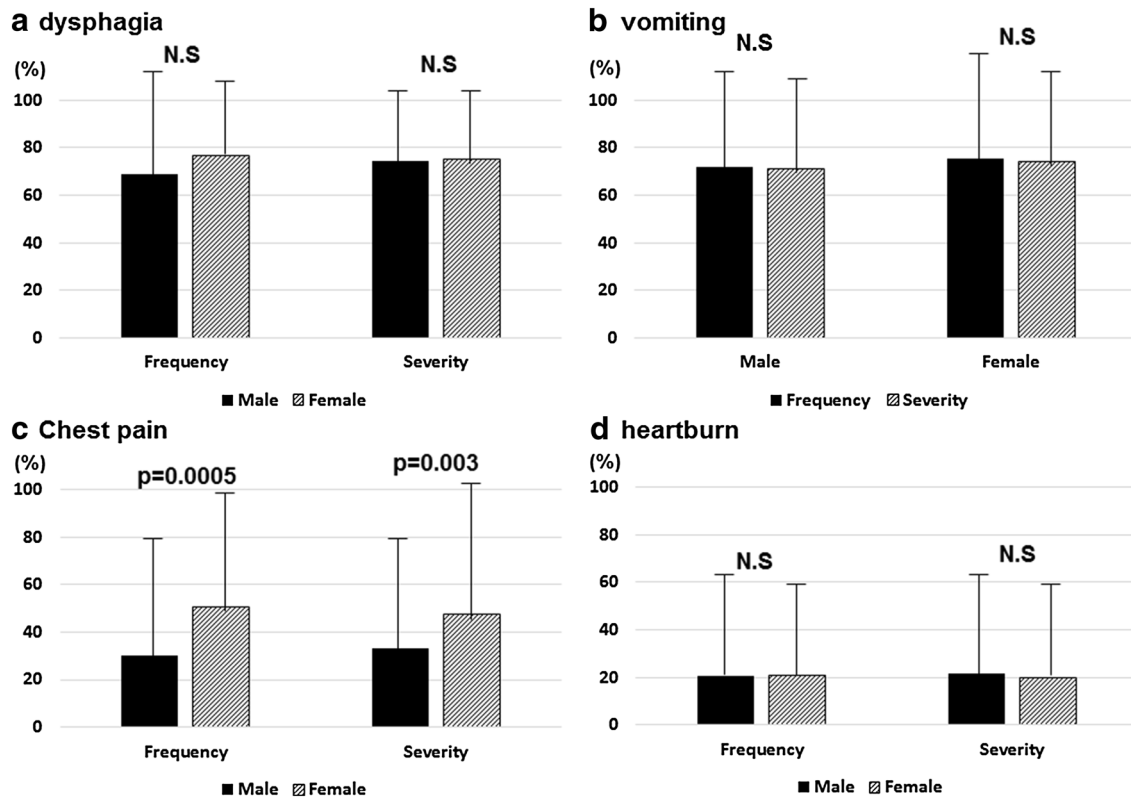 a dysphagia
N.S
N.S
(%)
100
80
60
40
20
0
Frequency
Severity
Male Female
b vomiting
N.S
N.S
(%)
100
80
60
40
20
0
Male
Female
Frequency Severity
c Chest pain
p=0.0005
p=0.003
(%)
100
80
60
40
20
0
Frequency
Severity
Male Female
d heartburn
(%)
100
80
60
40
20
0
N.S
N.S
Frequency
Severity
Male Female